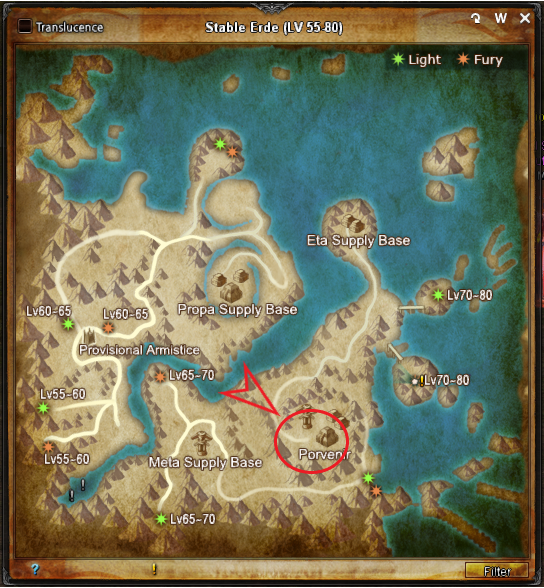 Translucence
Stable Erde (LV 55-80)
W
Light
Fury
Eta Supply Base
Lv70~80
Propa Supply Base
Lv60~65
Lv60~65
Provisional Armistice
Lv65~70
!Lv70~80
Lv55~60
Porvenir
Lv55~60
Meta Supply Base
!
!
Lv65~70
?
!
Filter